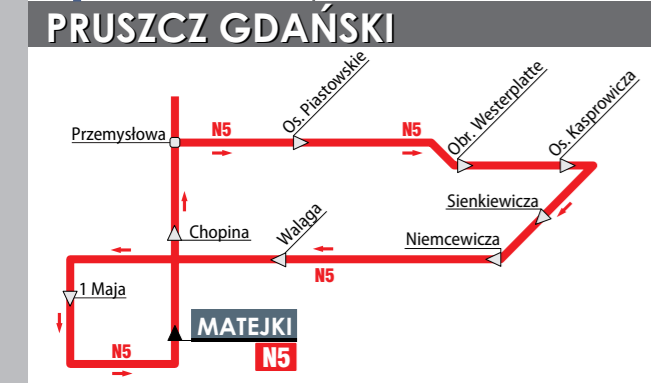 PRUSZCZ GDAŃSKI
Os. Piastowskie
Obr. Westerplatte
Os. Kasprowicza
Przemysłowa
N5
N5
Sienkiewicza
Chopina
Waląga
Niemcewicza
N5
1 Maja
MATEJKI
N5
N5